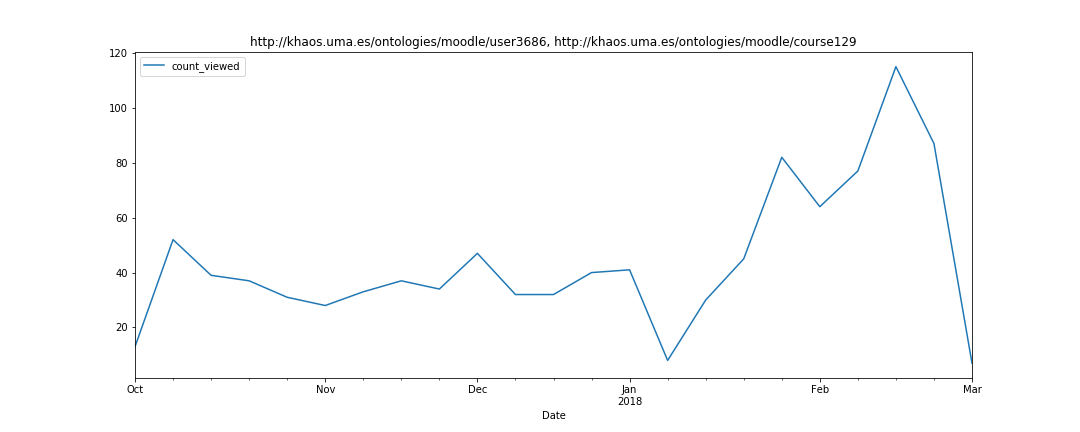 http://khaos.uma.es/ontologies/moodle/user3686, http://khaos.uma.es/ontologies/moodle/course129
count_viewed
120
100
80
60
40
20
Oct Nov Dec Jan Feb Mar
2018
Date